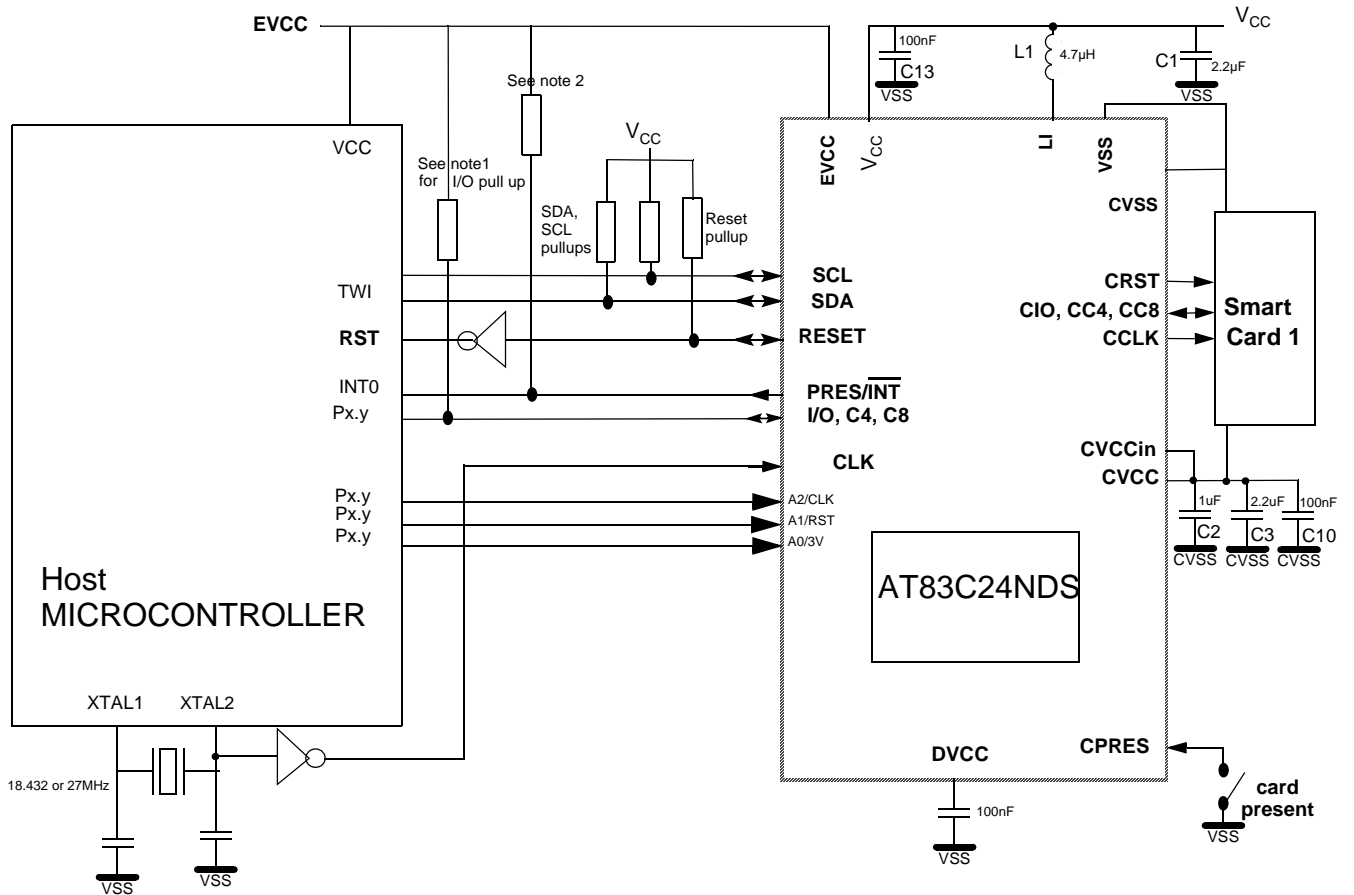 EVCC
V_CC
100nF
C13
VSS
L1
4.7µH
C1
2.2µF
VSS
See note 2
VCC
See note1
for I/O pull up
V_CC
SDA,
SCL
pullups
Reset
pullup
EVCC
V_CC
LI
VSS
CVSS
TWI
RST
INT0
Px.y
SCL
SDA
RESET
PRES/INT
I/O, C4, C8
CLK
CRST
CIO, CC4, CC8
CCLK
Smart
Card 1
CVCCin
CVCC
Px.y
Px.y
Px.y
A2/CLK
A1/RST
A0/3V
1uF
C2
CVSS
2.2uF
C3
CVSS
100nF
C10
CVSS
Host
MICROCONTROLLER
AT83C24NDS
XTAL1
XTAL2
18.432 or 27MHz
VSS
VSS
DVCC
100nF
VSS
CPRES
card
present
VSS